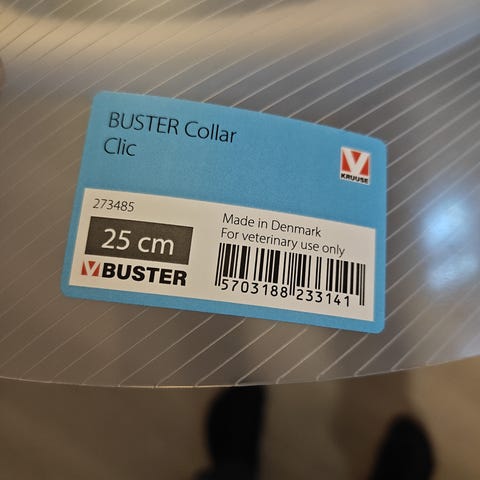 BUSTER Collar
Clic
KRUUSE
273485
25 cm
BUSTER
Made in Denmark
For veterinary use only
5703188 233141